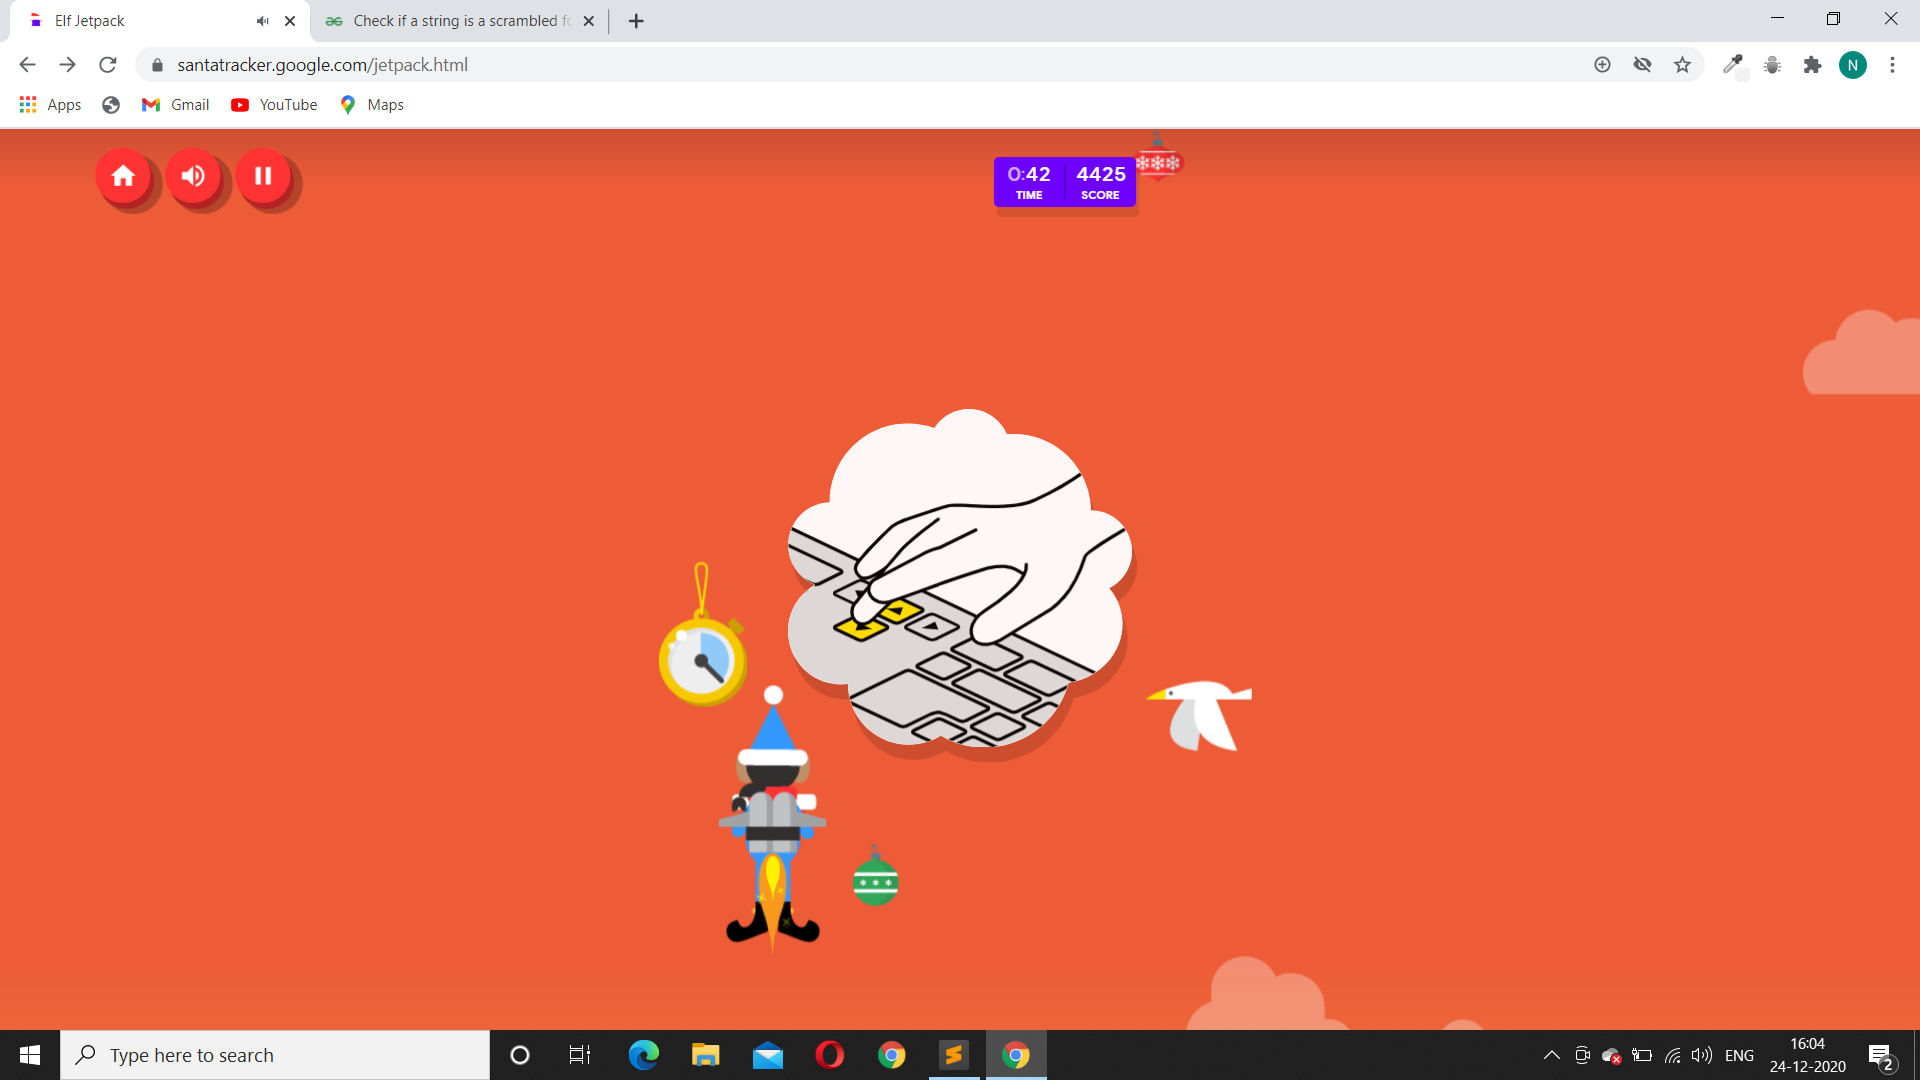 Elf Jetpack
Check if a string is a scrambled fo
santatracker.google.com/jetpack.html
N
Apps
Gmail
YouTube
Maps
0:42
TIME
4425
SCORE
Type here to search
ENG
16:04
24-12-2020
2